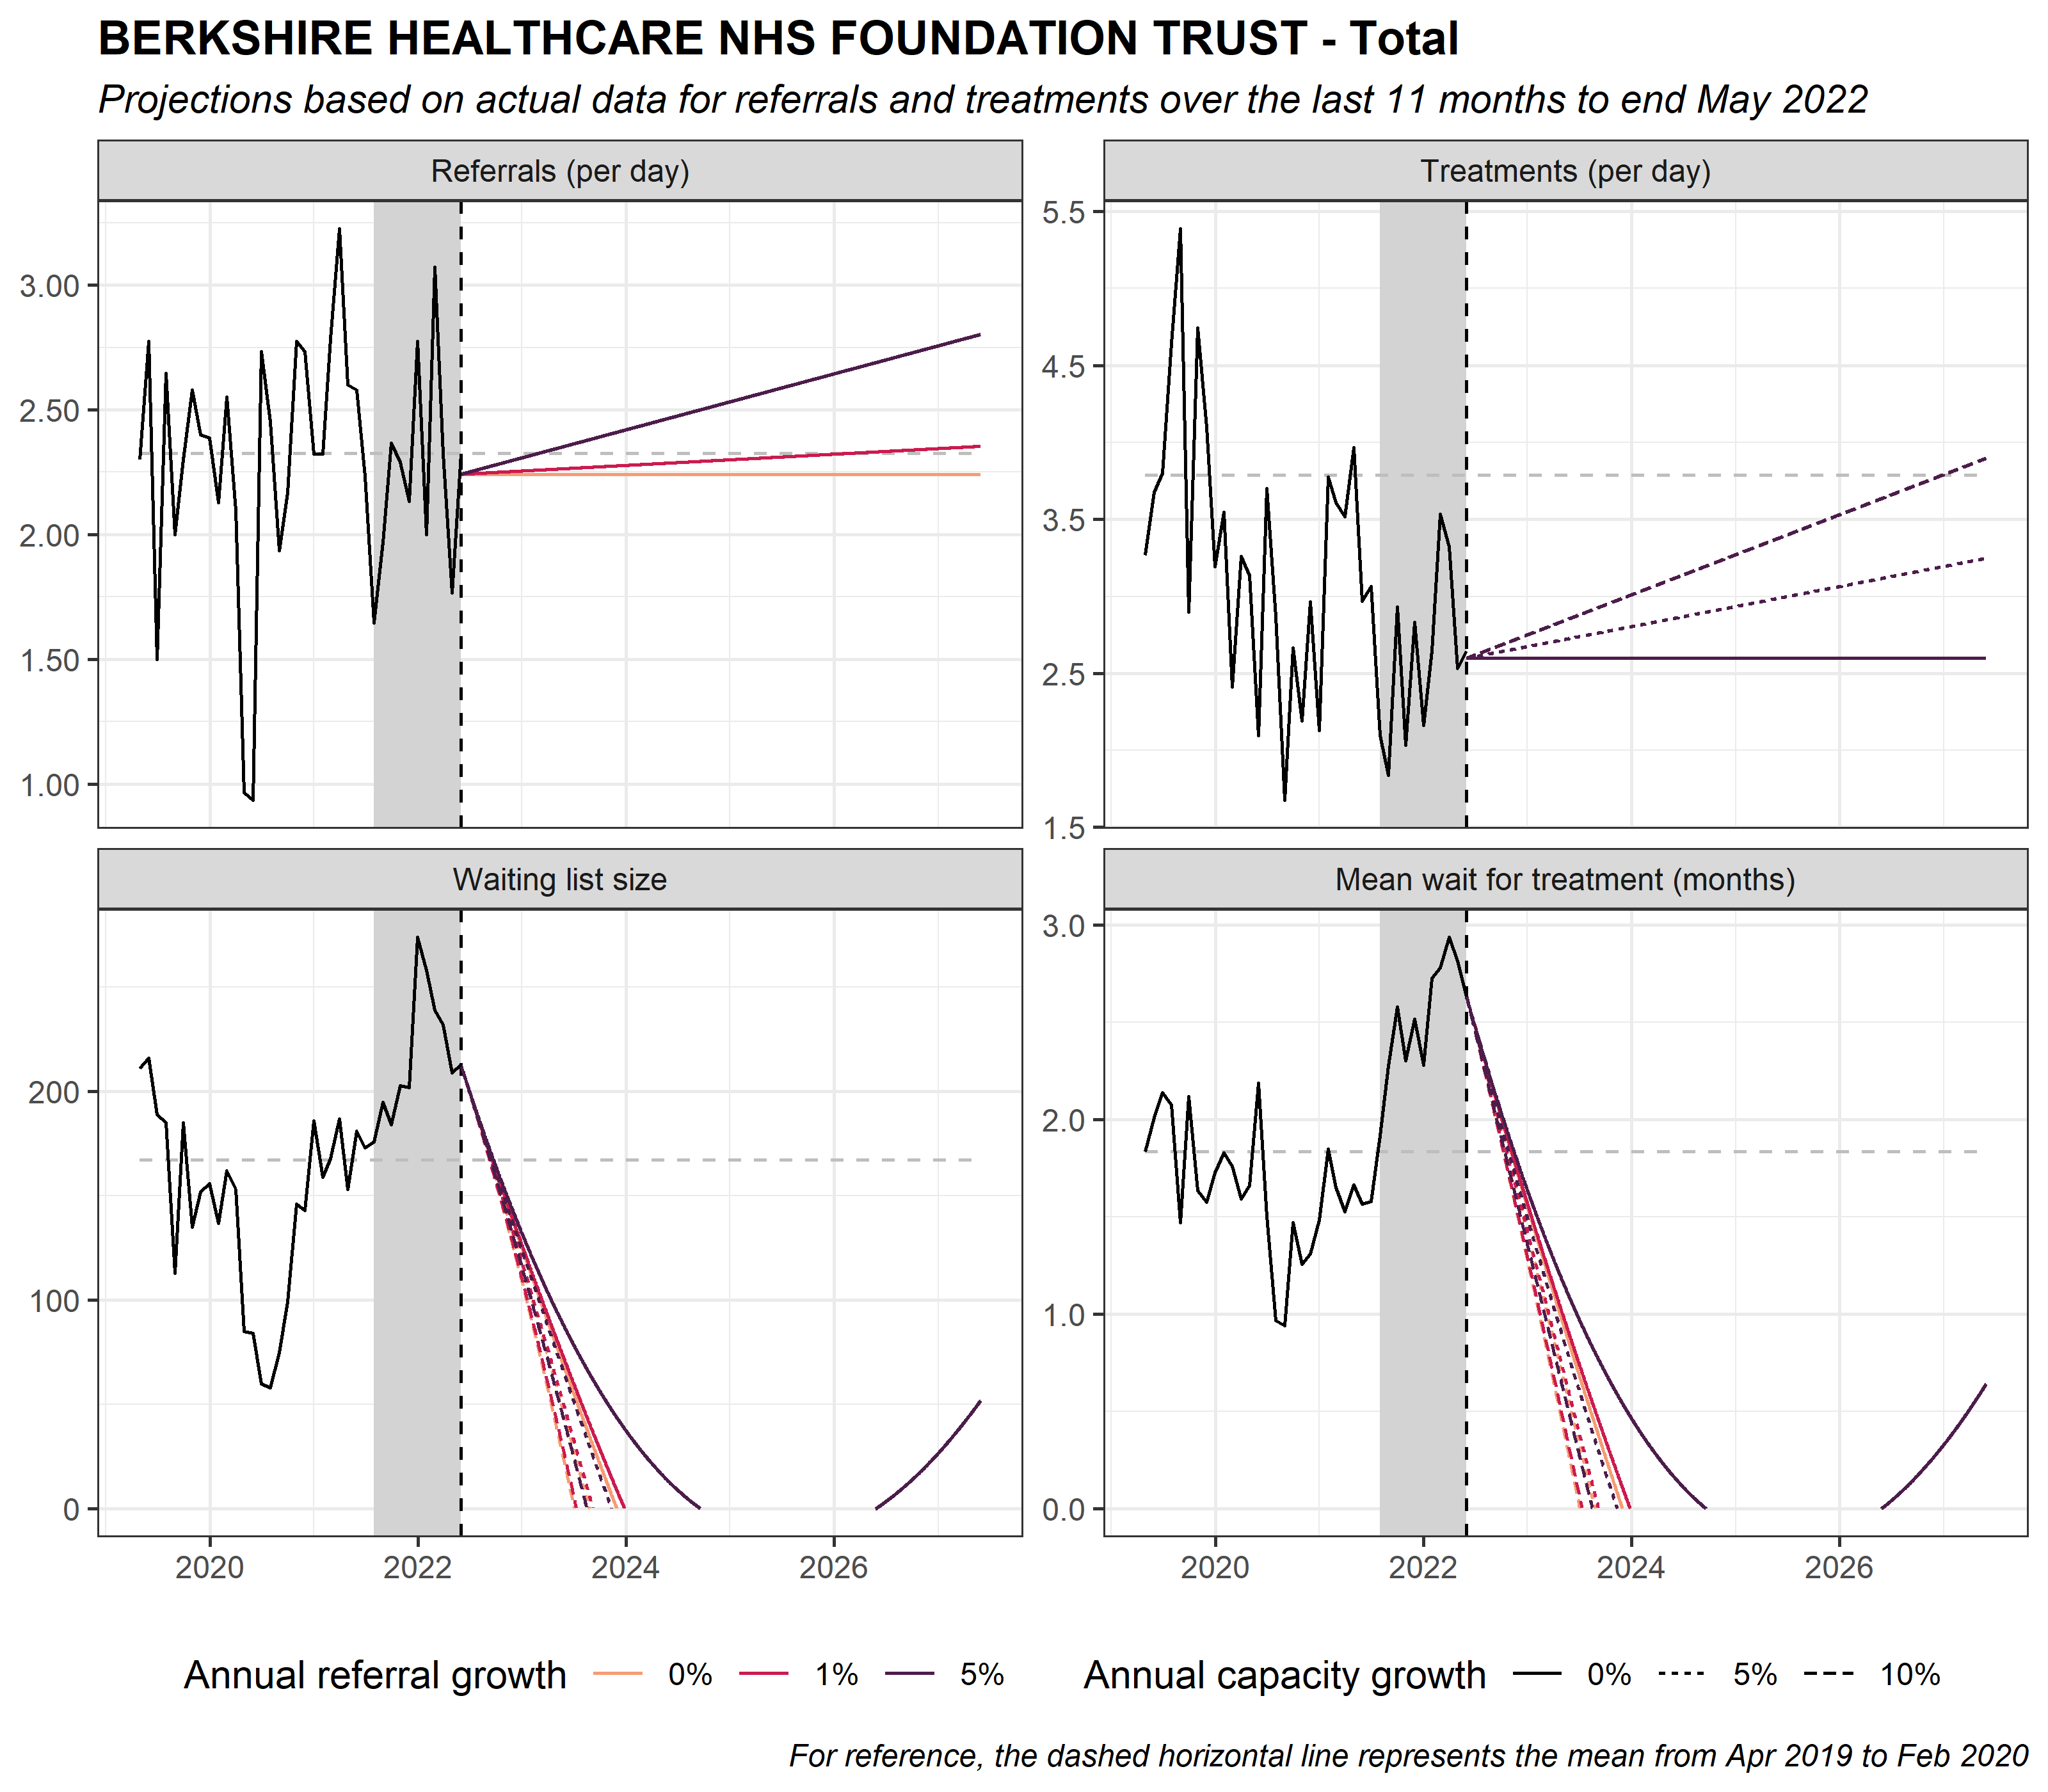 BERKSHIRE HEALTHCARE NHS FOUNDATION TRUST - Total
Projections based on actual data for referrals and treatments over the last 11 months to end May 2022
Referrals (per day)
3.00
2.50
2.00
1.50
1.00
Treatments (per day)
5.5
4.5
3.5
2.5
1.5
Waiting list size
200
100
0
2020 2022 2024 2026
Mean wait for treatment (months)
3.0
2.0
1.0
0.0
2020 2022 2024 2026
Annual referral growth 0% 1% 5%
Annual capacity growth 0% 5% 10%
For reference, the dashed horizontal line represents the mean from Apr 2019 to Feb 2020